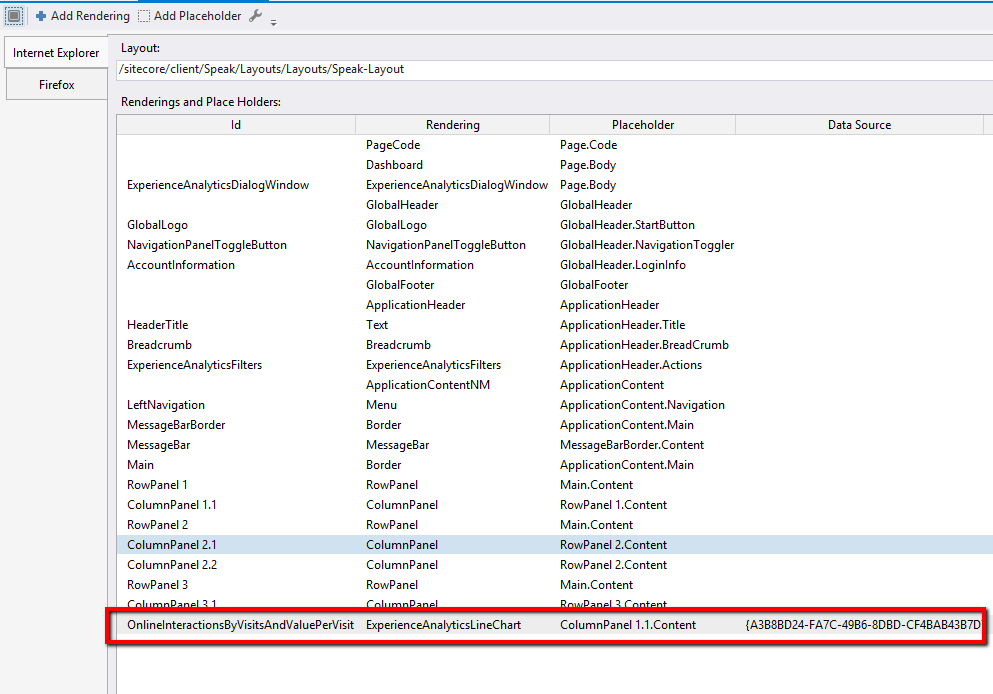 Add Rendering Add Placeholder
Internet Explorer
Firefox
Layout:
/sitecore/client/Speak/Layouts/Layouts/Speak-Layout
Renderings and Place Holders:
Id Rendering Placeholder Data Source
PageCode Page.Code
Dashboard Page.Body
ExperienceAnalyticsDialogWindow ExperienceAnalyticsDialogWindow Page.Body
GlobalHeader GlobalHeader
GlobalLogo GlobalLogo GlobalHeader.StartButton
NavigationPanelToggleButton NavigationPanelToggleButton GlobalHeader.NavigationToggler
AccountInformation AccountInformation GlobalHeader.LoginInfo
GlobalFooter GlobalFooter
ApplicationHeader ApplicationHeader
HeaderTitle Text ApplicationHeader.Title
Breadcrumb Breadcrumb ApplicationHeader.BreadCrumb
ExperienceAnalyticsFilters ExperienceAnalyticsFilters ApplicationHeader.Actions
ApplicationContentNM ApplicationContent
LeftNavigation Menu ApplicationContent.Navigation
MessageBarBorder Border ApplicationContent.Main
MessageBar MessageBar MessageBarBorder.Content
Main Border ApplicationContent.Main
RowPanel 1 RowPanel Main.Content
ColumnPanel 1.1 ColumnPanel RowPanel 1.Content
RowPanel 2 RowPanel Main.Content
ColumnPanel 2.1 ColumnPanel RowPanel 2.Content
ColumnPanel 2.2 ColumnPanel RowPanel 2.Content
RowPanel 3 RowPanel Main.Content
ColumnPanel 3.1 ColumnPanel RowPanel 3.Content
OnlineInteractionsByVisitsAndValuePerVisit ExperienceAnalyticsLineChart ColumnPanel 1.1.Content {A3B8BD24-FA7C-49B6-8DBD-CF4BAB43B7D